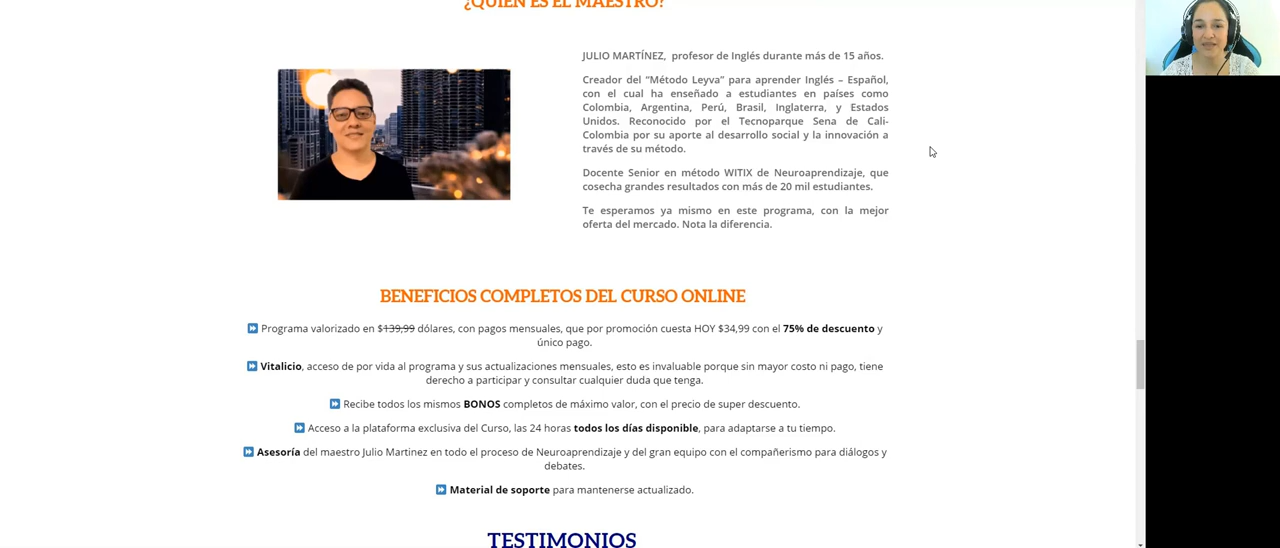 ¿QUIÉN ES EL MAESTRO?
JULIO MARTÍNEZ, profesor de Inglés durante más de 15 años.
Creador del “Método Leyva” para aprender Inglés – Español,
con el cual ha enseñado a estudiantes en países como
Colombia, Argentina, Perú, Brasil, Inglaterra, y Estados
Unidos. Reconocido por el Tecnoparque Sena de Cali-
Colombia por su aporte al desarrollo social y la innovación a
través de su método.
Docente Senior en método WITIX de Neuroaprendizaje, que
cosecha grandes resultados con más de 20 mil estudiantes.
Te esperamos ya mismo en este programa, con la mejor
oferta del mercado. Nota la diferencia.
BENEFICIOS COMPLETOS DEL CURSO ONLINE
Programa valorizado en $139,99 dólares, con pagos mensuales, que por promoción cuesta HOY $34,99 con el 75% de descuento y
único pago.
Vitalicio, acceso de por vida al programa y sus actualizaciones mensuales, esto es invaluable porque sin mayor costo ni pago, tiene
derecho a participar y consultar cualquier duda que tenga.
Recibe todos los mismos BONOS completos de máximo valor, con el precio de super descuento.
Acceso a la plataforma exclusiva del Curso, las 24 horas todos los días disponible, para adaptarse a tu tiempo.
Asesoría del maestro Julio Martinez en todo el proceso de Neuroaprendizaje y del gran equipo con el compañerismo para diálogos y
debates.
Material de soporte para mantenerse actualizado.
TESTIMONIOS